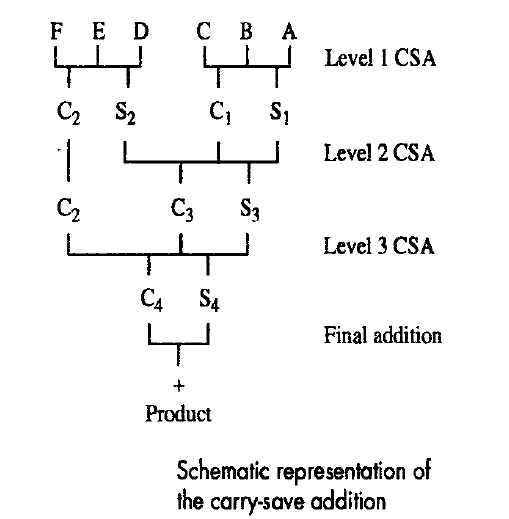 F E D C B A Level 1 CSA
C₂ S₂ C₁ S₁
Level 2 CSA
C₂ C₃ S₃
Level 3 CSA
C₄ S₄
Final addition
+
Product
Schematic representation of
the carry-save addition